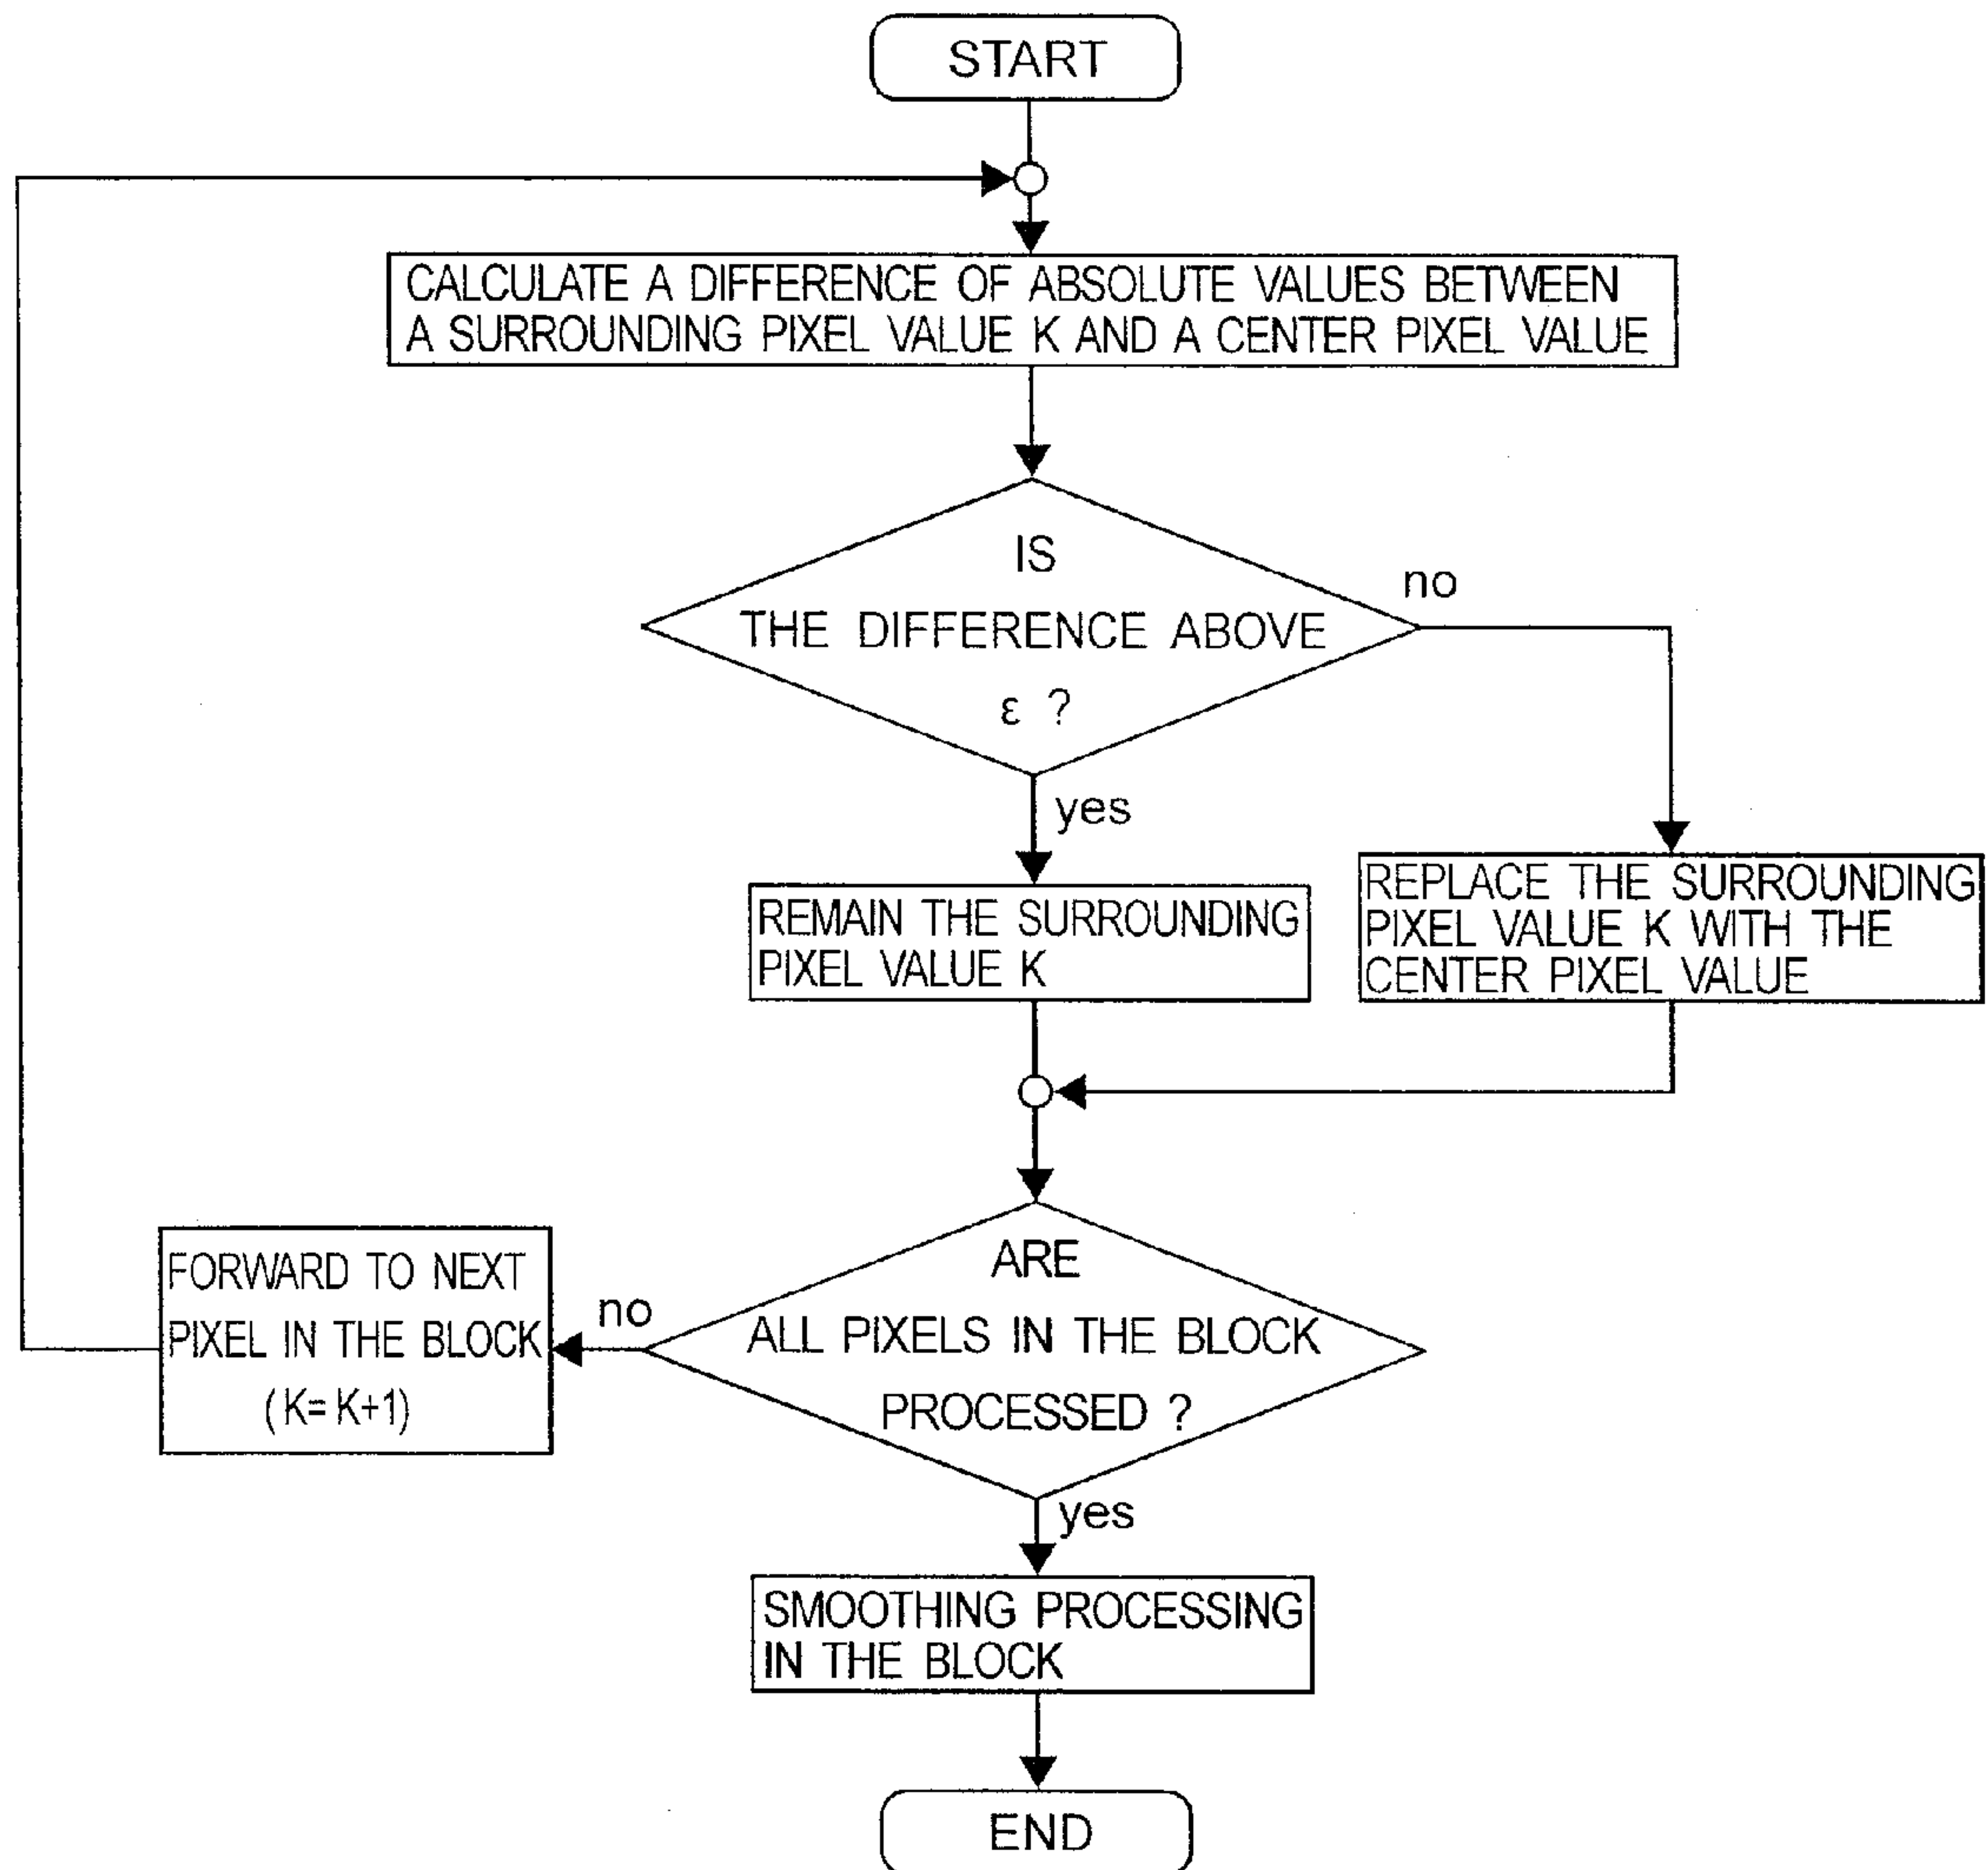 START
CALCULATE A DIFFERENCE OF ABSOLUTE VALUES BETWEEN
A SURROUNDING PIXEL VALUE K AND A CENTER PIXEL VALUE
IS
THE DIFFERENCE ABOVE
ε ?
no
yes
REMAIN THE SURROUNDING
PIXEL VALUE K
REPLACE THE SURROUNDING
PIXEL VALUE K WITH THE
CENTER PIXEL VALUE
ARE
ALL PIXELS IN THE BLOCK
PROCESSED ?
no
FORWARD TO NEXT
PIXEL IN THE BLOCK
( K= K+1)
yes
SMOOTHING PROCESSING
IN THE BLOCK
END